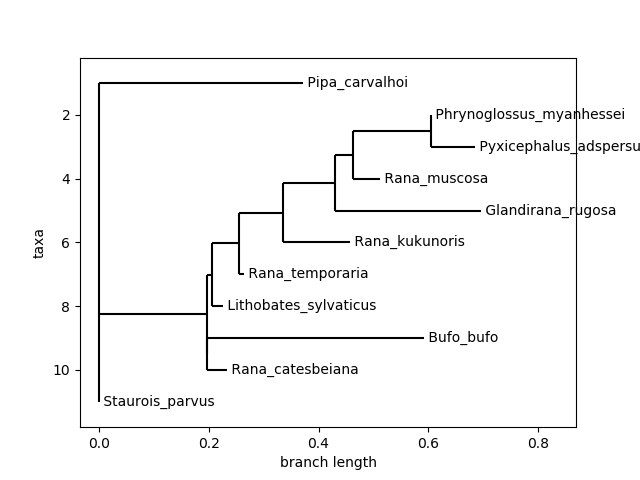 Pipa_carvalhoi
Phrynoglossus_myanhessei
Pyxicephalus_adspersu
Rana_muscosa
Glandirana_rugosa
Rana_kukunoris
Rana_temporaria
Lithobates_sylvaticus
Bufo_bufo
Rana_catesbeiana
Staurois_parvus
2
4
6
8
10
taxa
0.0 0.2 0.4 0.6 0.8
branch length